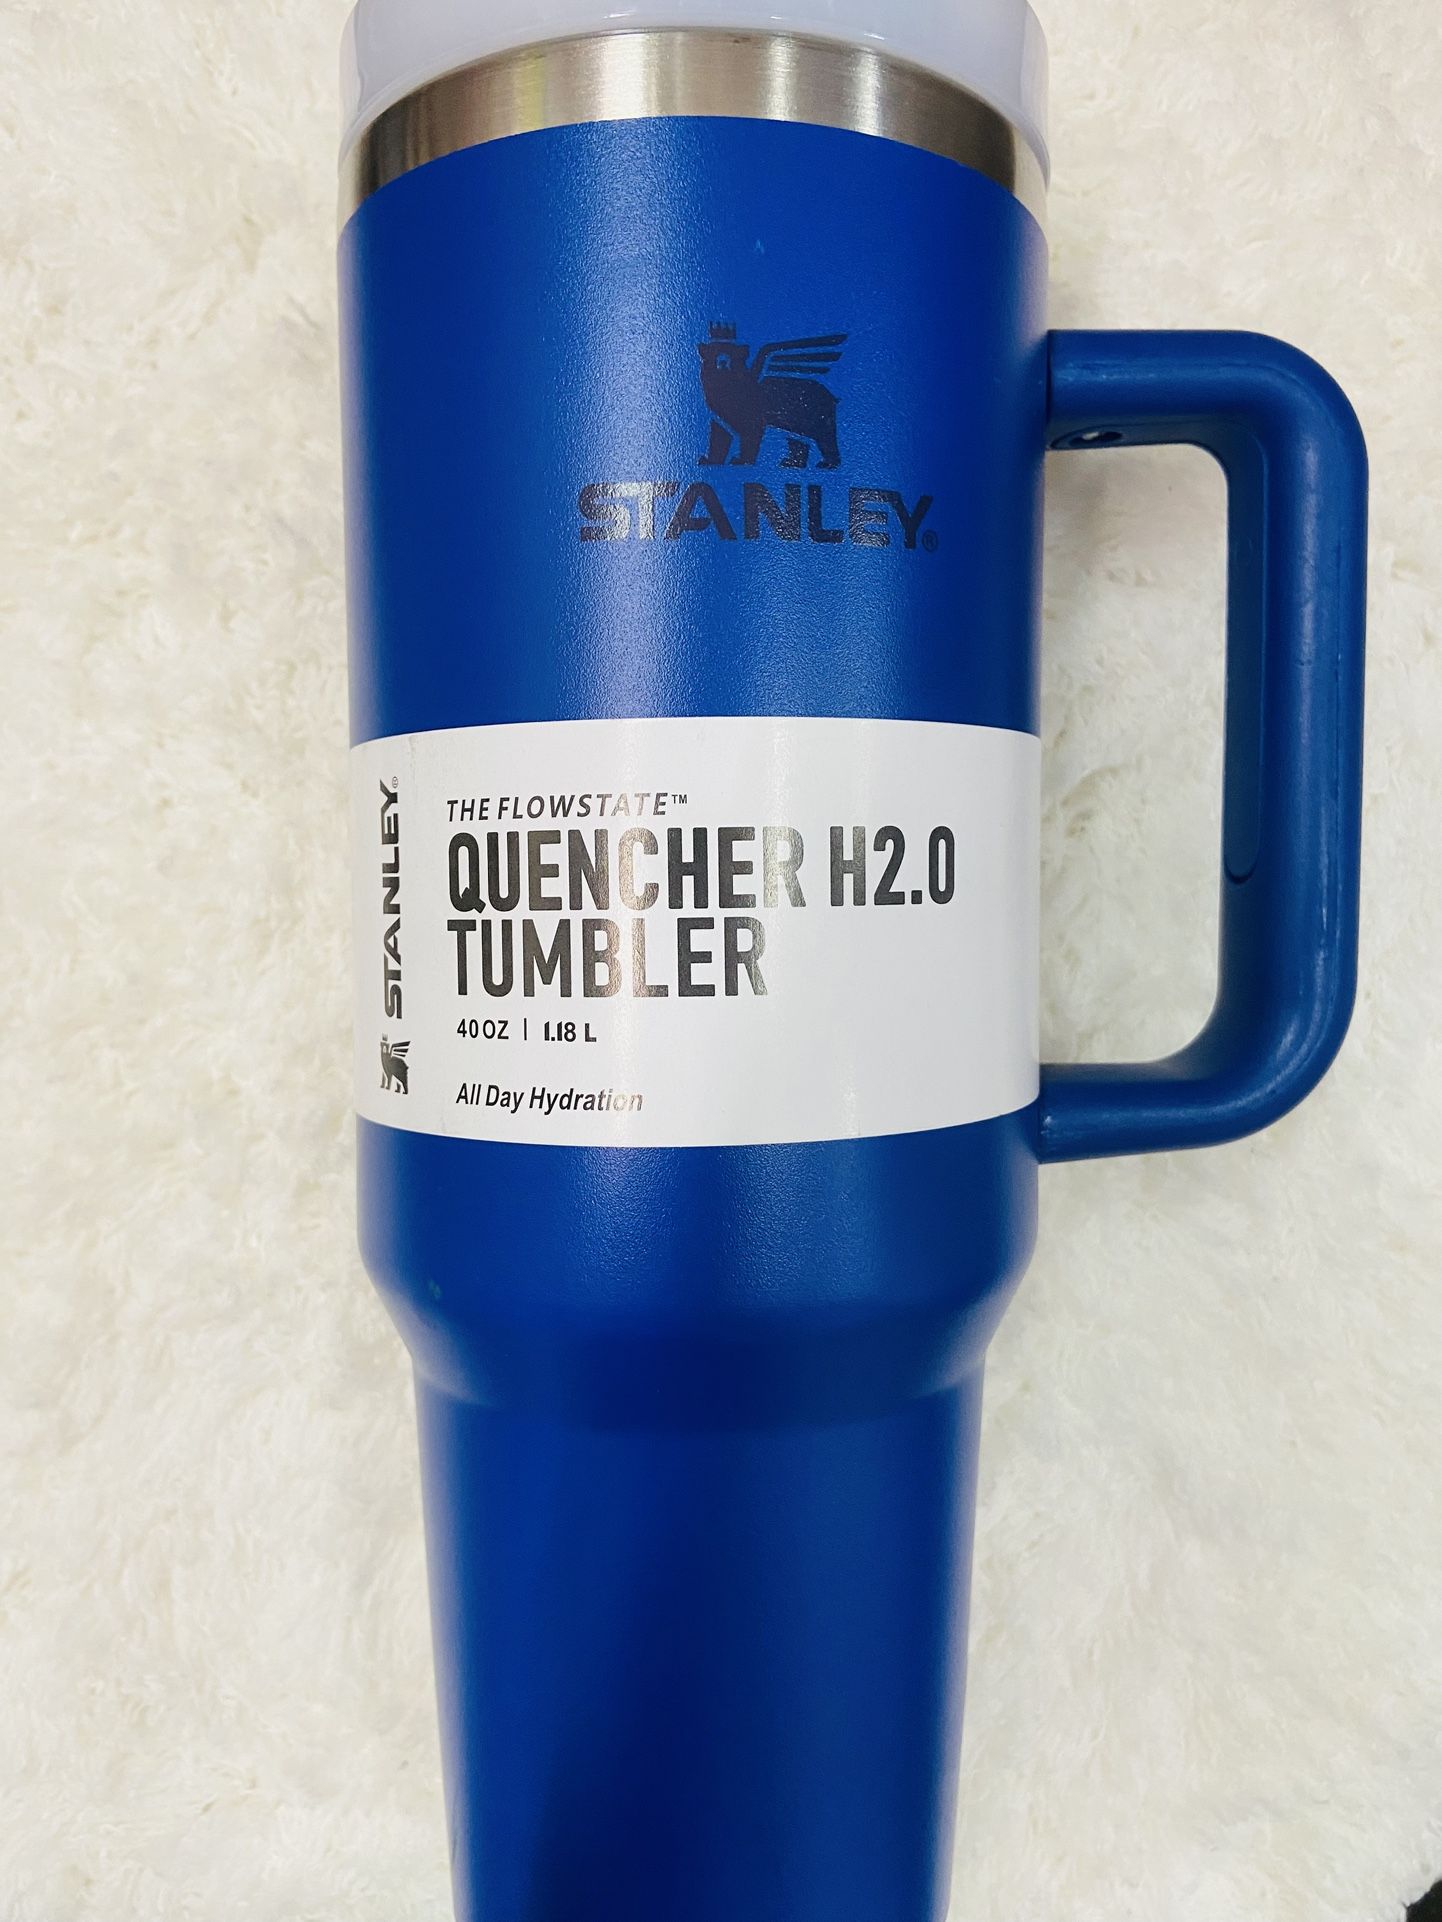 STANLEY®
STANLEY®
THE FLOWSTATE™
QUENCHER H2.0
TUMBLER
40 OZ | 1.18 L
All Day Hydration